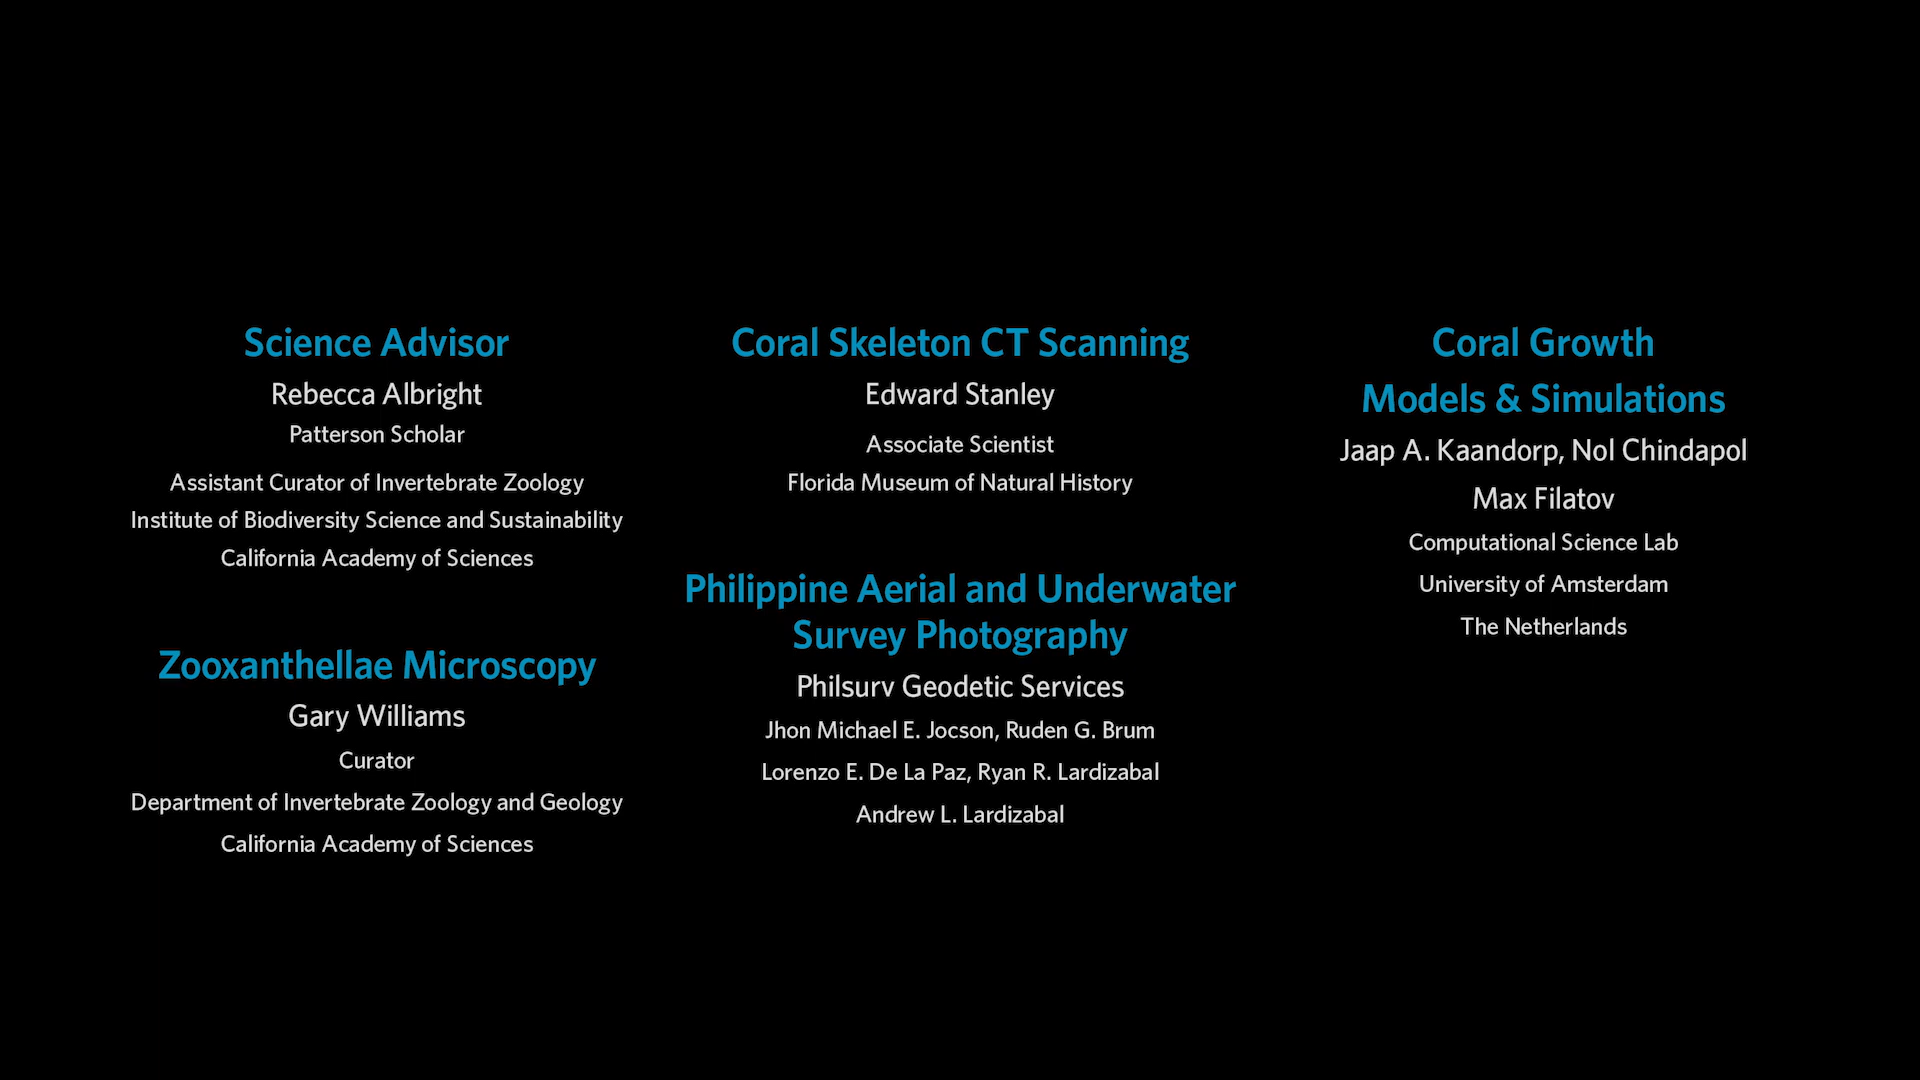 Science Advisor
Rebecca Albright
Patterson Scholar
Assistant Curator of Invertebrate Zoology
Institute of Biodiversity Science and Sustainability
California Academy of Sciences
Zooxanthellae Microscopy
Gary Williams
Curator
Department of Invertebrate Zoology and Geology
California Academy of Sciences
Coral Skeleton CT Scanning
Edward Stanley
Associate Scientist
Florida Museum of Natural History
Philippine Aerial and Underwater
Survey Photography
Philsurv Geodetic Services
Jhon Michael E. Jocson, Ruden G. Brum
Lorenzo E. De La Paz, Ryan R. Lardizabal
Andrew L. Lardizabal
Coral Growth
Models & Simulations
Jaap A. Kaandorp, Nol Chindapol
Max Filatov
Computational Science Lab
University of Amsterdam
The Netherlands